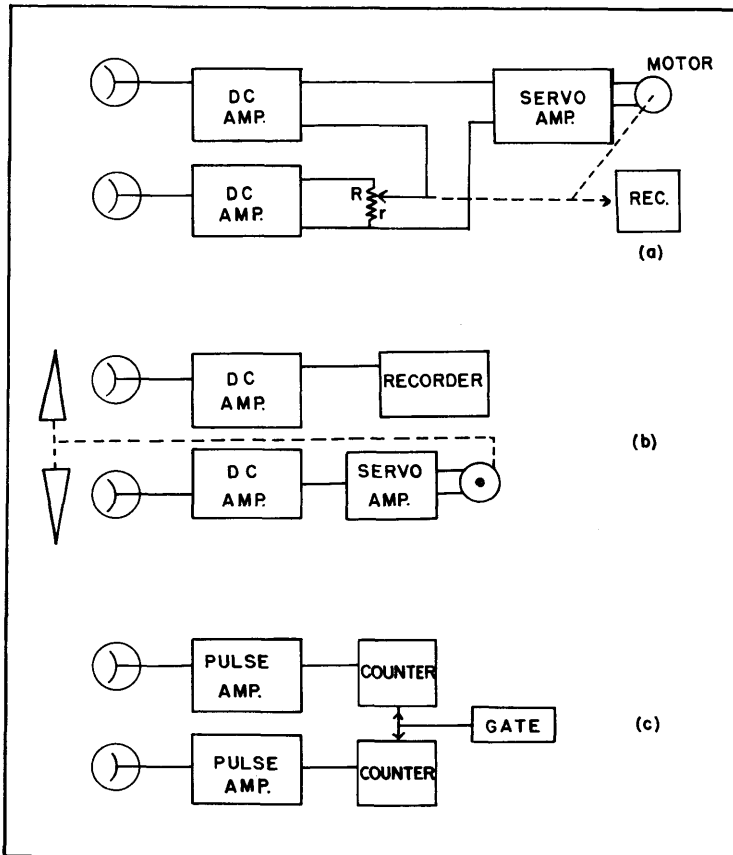 MOTOR
DC
AMP.
SERVO
AMP.
DC
AMP.
R
r
REC.
(a)
DC
AMP.
RECORDER
(b)
DC
AMP.
SERVO
AMP.
PULSE
AMP.
COUNTER
GATE
(c)
PULSE
AMP.
COUNTER